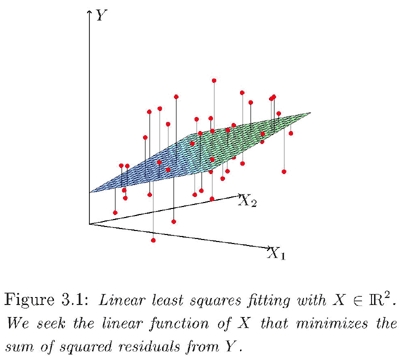 Y
X₂
X₁
Figure 3.1: Linear least squares fitting with X ∈ ℝ².
We seek the linear function of X that minimizes the
sum of squared residuals from Y.